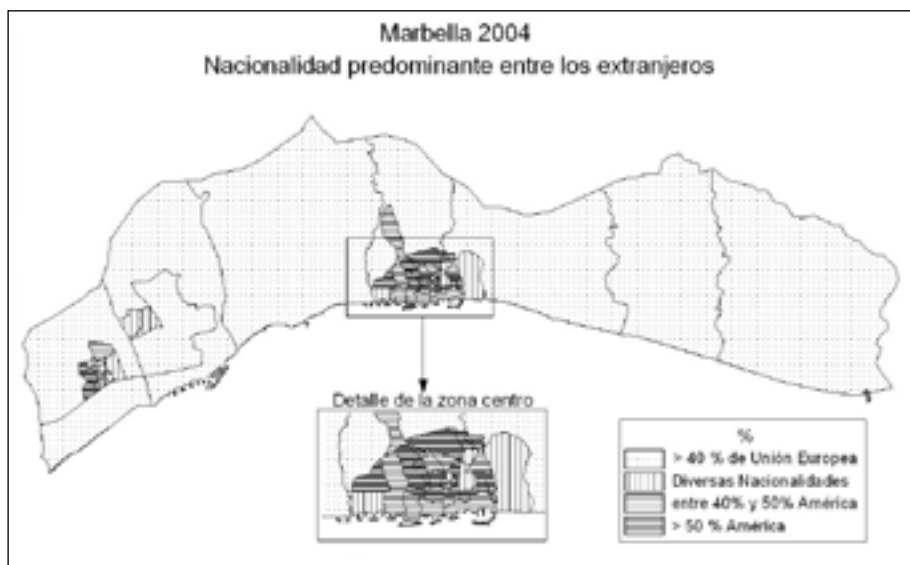 Marbella 2004
Nacionalidad predominante entre los extranjeros
Detalle de la zona centro
%
> 40 % de Unión Europea
Diversas Nacionalidades
entre 40% y 50% América
> 50 % América